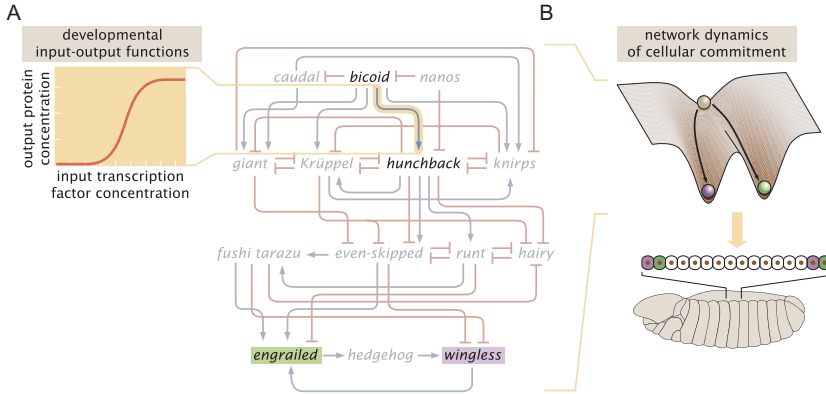 A
B
developmental
input-output functions
network dynamics
of cellular commitment
output protein
concentration
input transcription
factor concentration
caudal bicoid nanos
giant Krüppel hunchback knirps
fushi tarazu even-skipped runt hairy
engrailed hedgehog wingless